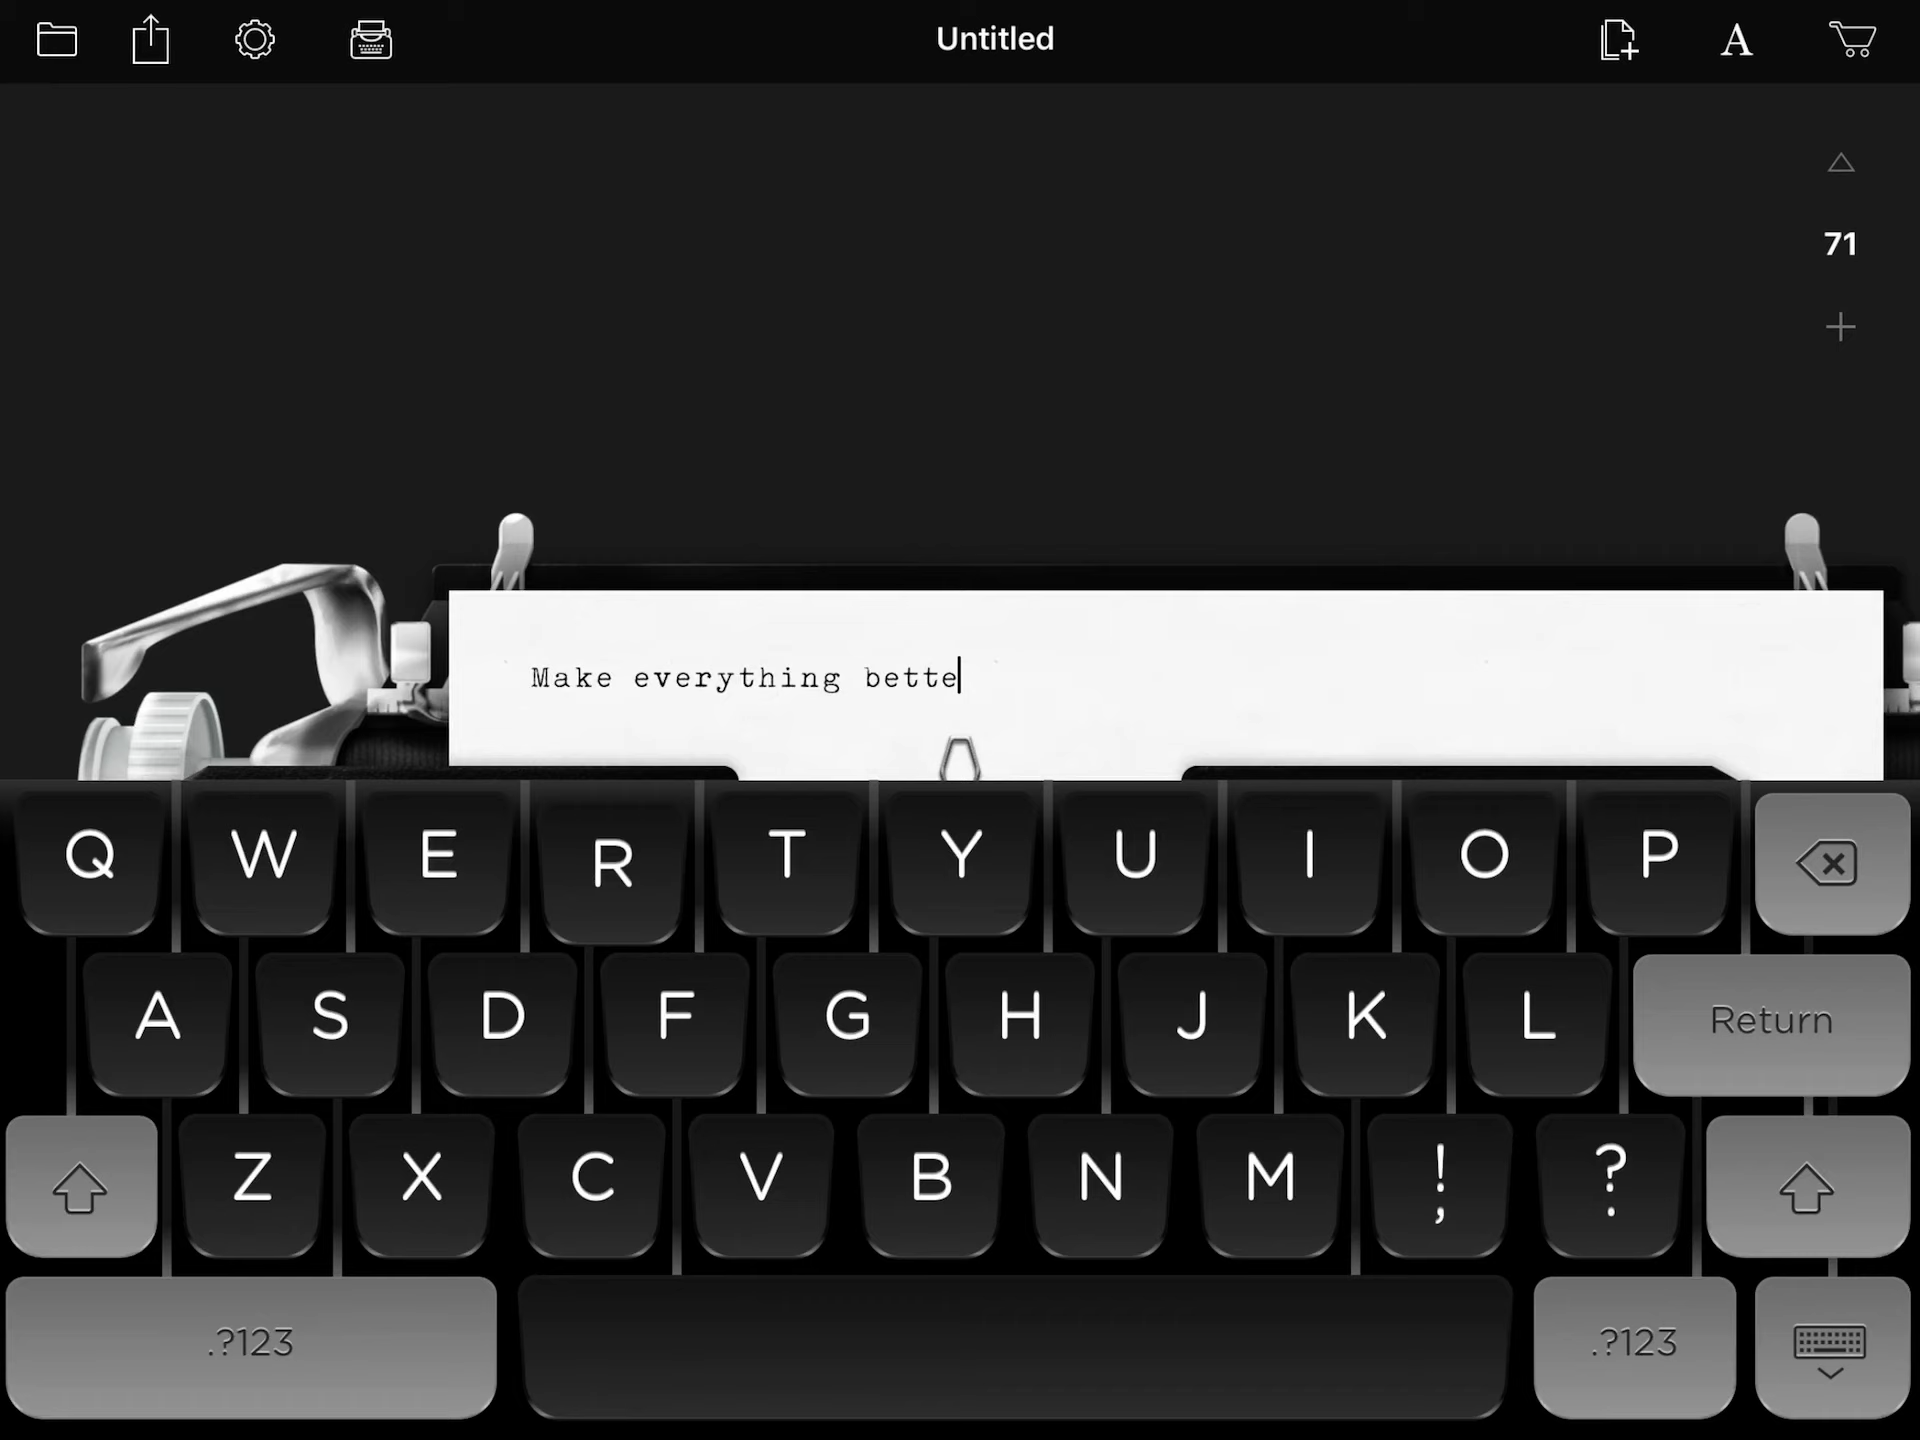 Untitled
71
Make everything bette
Q W E R T Y U I O P
A S D F G H J K L Return
Z X C V B N M ! ; ? .
.?123 .?123